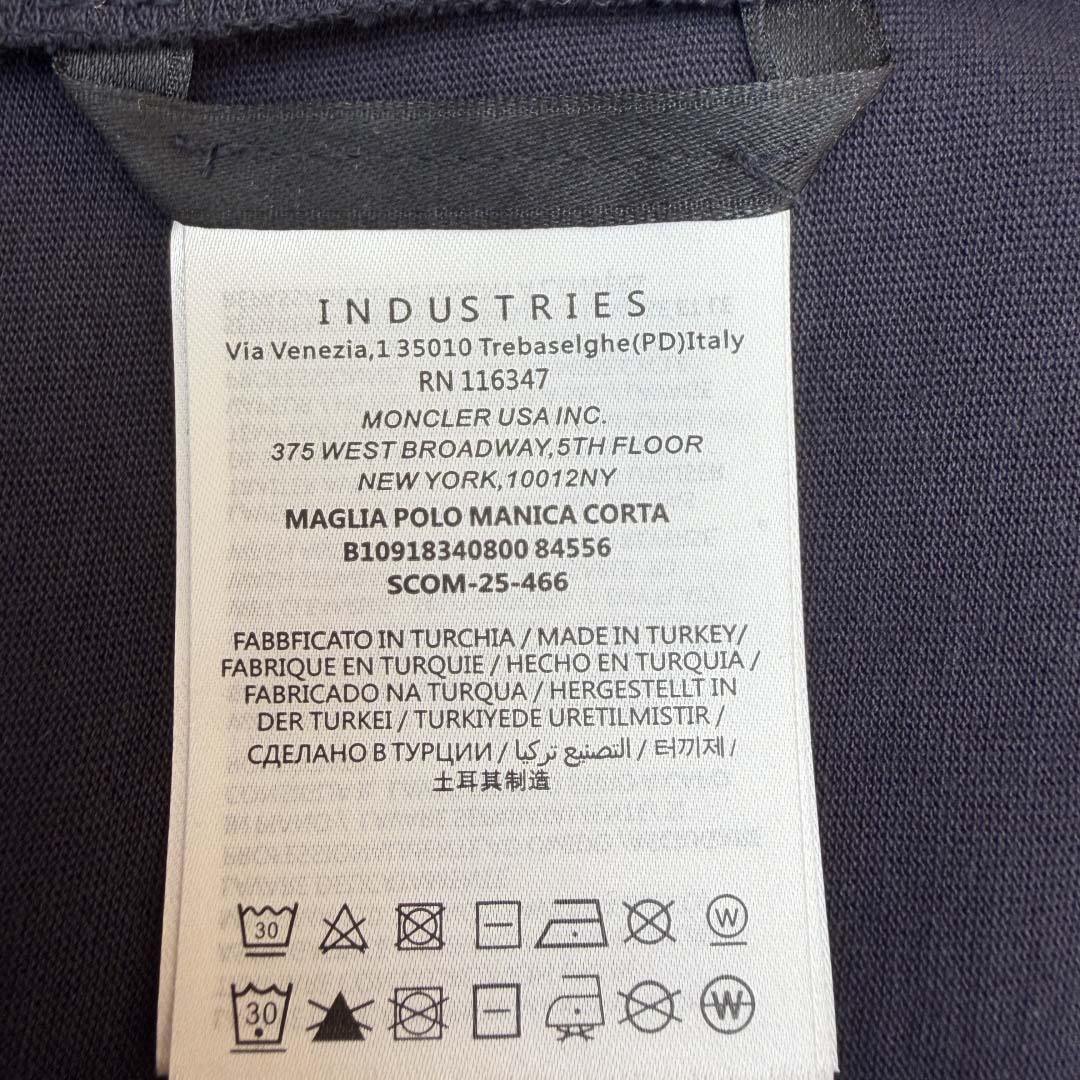 INDUSTRIES
Via Venezia,1 35010 Trebaselghe(PD)Italy
RN 116347
MONCLER USA INC.
375 WEST BROADWAY,5TH FLOOR
NEW YORK,10012NY
MAGLIA POLO MANICA CORTA
B10918340800 84556
SCOM-25-466
FABBFICATO IN TURCHIA / MADE IN TURKEY/
FABRIQUE EN TURQUIE / HECHO EN TURQUIA /
FABRICADO NA TURQUA / HERGESTELLT IN
DER TURKEI / TURKIYEDE URETILMISTIR /
СДЕЛАНО В ТУРЦИИ / التصنيع تركيا / 터끼제 /
土耳其制造
30 W
30 W